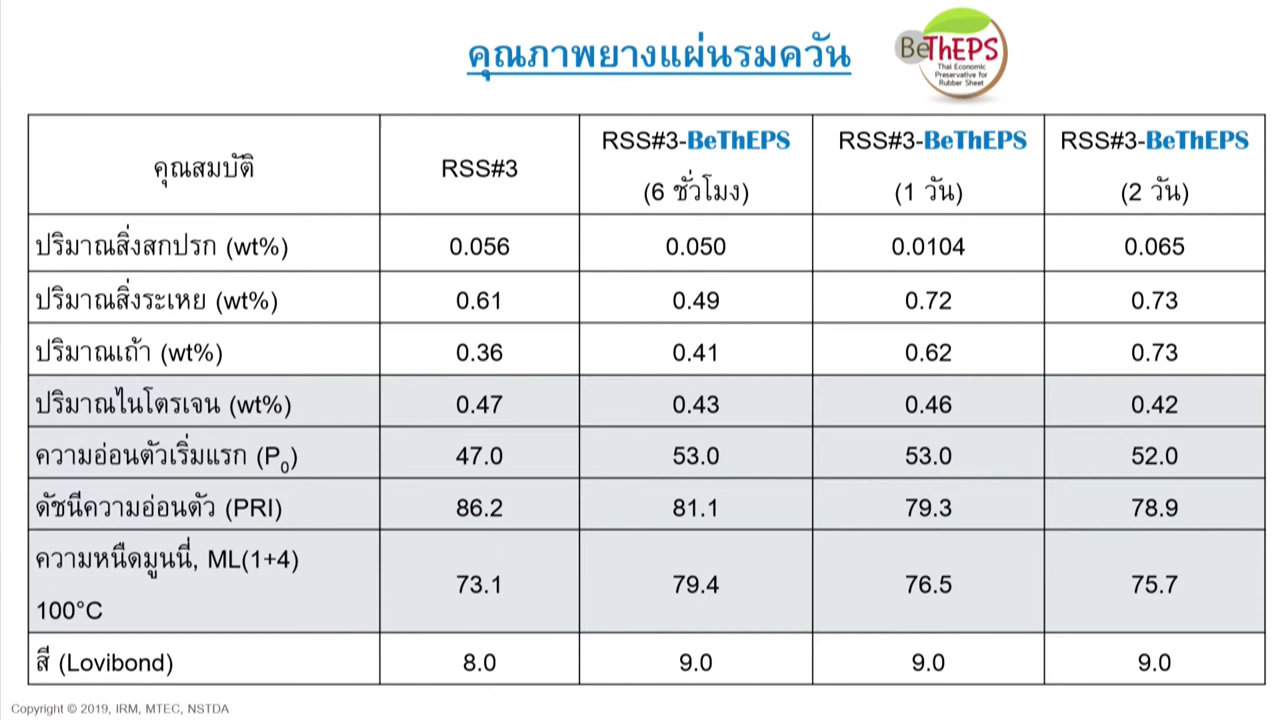 คุณภาพยางแผ่นรมควัน
BeThEPS
Thai Economic
Preservative for
Rubber Sheet
คุณสมบัติ
RSS#3
RSS#3-BeThEPS
(6 ชั่วโมง)
RSS#3-BeThEPS
(1 วัน)
RSS#3-BeThEPS
(2 วัน)
ปริมาณสิ่งสกปรก (wt%) 0.056 0.050 0.0104 0.065
ปริมาณสิ่งระเหย (wt%) 0.61 0.49 0.72 0.73
ปริมาณเถ้า (wt%) 0.36 0.41 0.62 0.73
ปริมาณไนโตรเจน (wt%) 0.47 0.43 0.46 0.42
ความอ่อนตัวเริ่มแรก (P0) 47.0 53.0 53.0 52.0
ดัชนีความอ่อนตัว (PRI) 86.2 81.1 79.3 78.9
ความหนืดมูนนี่, ML(1+4)
100°C
73.1 79.4 76.5 75.7
สี (Lovibond) 8.0 9.0 9.0 9.0
Copyright © 2019, IRM, MTEC, NSTDA